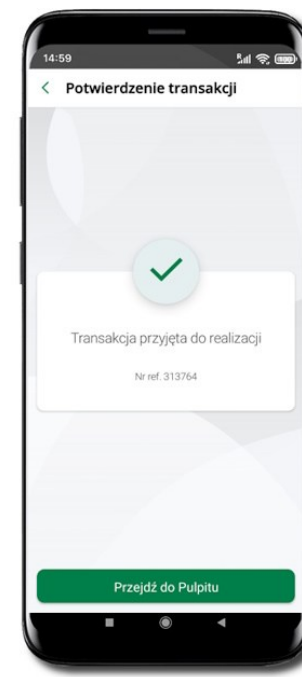 14:59
Potwierdzenie transakcji
Transakcja przyjęta do realizacji
Nr ref. 313764
Przejdź do Pulpitu